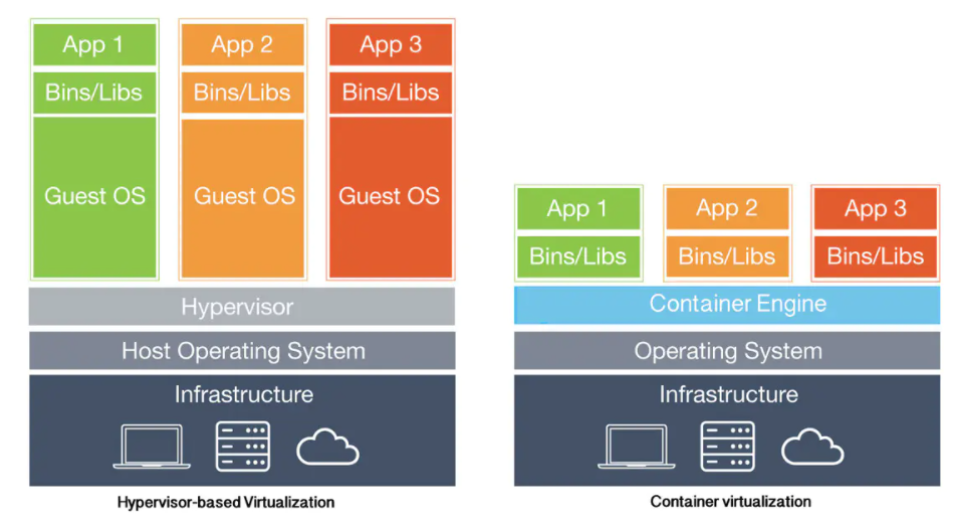 App 1
App 2
App 3
Bins/Libs
Bins/Libs
Bins/Libs
Guest OS
Guest OS
Guest OS
Hypervisor
Host Operating System
Infrastructure
Hypervisor-based Virtualization
App 1
App 2
App 3
Bins/Libs
Bins/Libs
Bins/Libs
Container Engine
Operating System
Infrastructure
Container virtualization